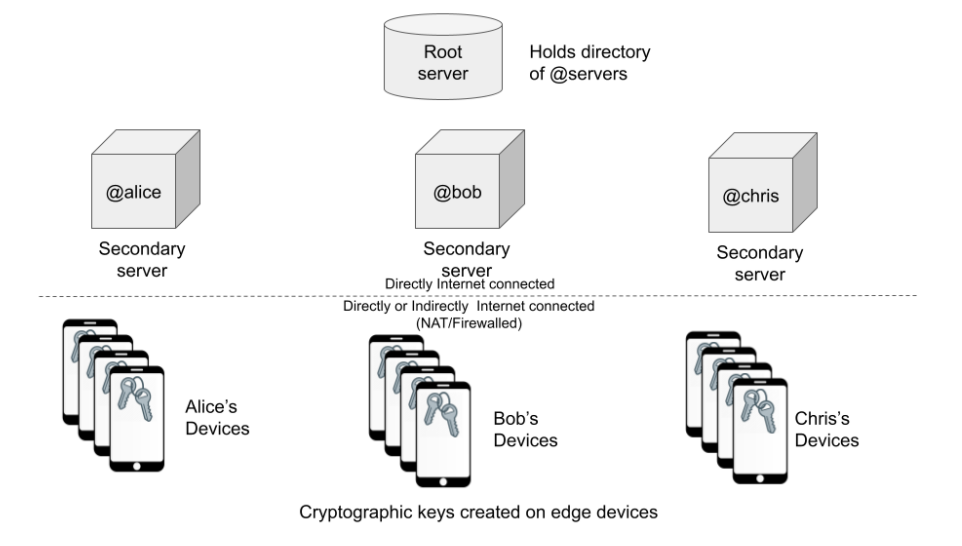 Root
server
Holds directory
of @servers
@alice
@bob
@chris
Secondary
server
Secondary
server
Secondary
server
Directly Internet connected
Directly or Indirectly Internet connected
(NAT/Firewalled)
Alice's
Devices
Bob's
Devices
Chris's
Devices
Cryptographic keys created on edge devices